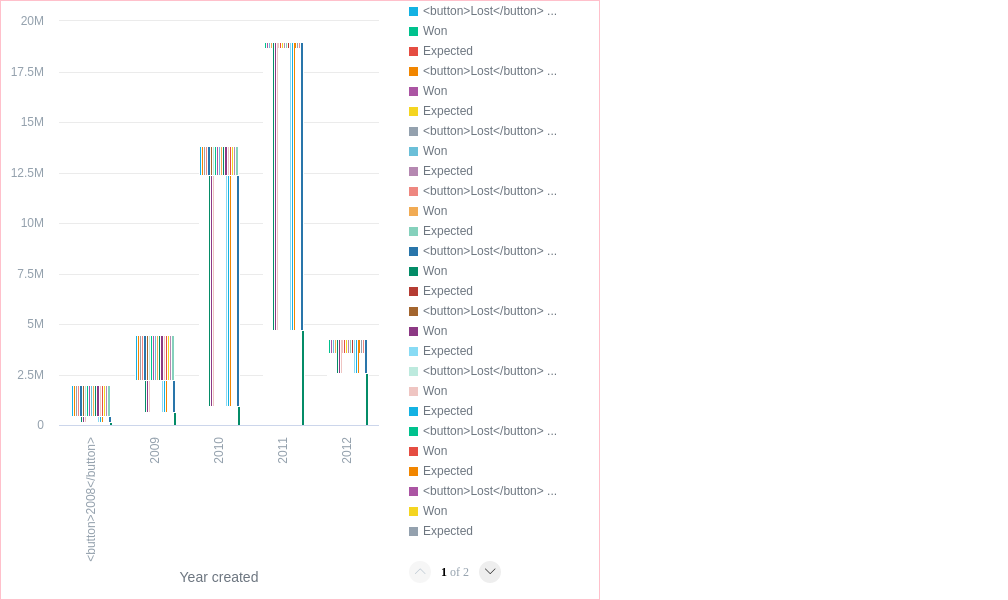 20M
17.5M
15M
12.5M
10M
7.5M
5M
2.5M
0
<button>2008</button>
2009
2010
2011
2012
Year created
<button>Lost</button> ...
Won
Expected
<button>Lost</button> ...
Won
Expected
<button>Lost</button> ...
Won
Expected
<button>Lost</button> ...
Won
Expected
<button>Lost</button> ...
Won
Expected
<button>Lost</button> ...
Won
Expected
<button>Lost</button> ...
Won
Expected
<button>Lost</button> ...
Won
Expected
<button>Lost</button> ...
Won
Expected
1 of 2